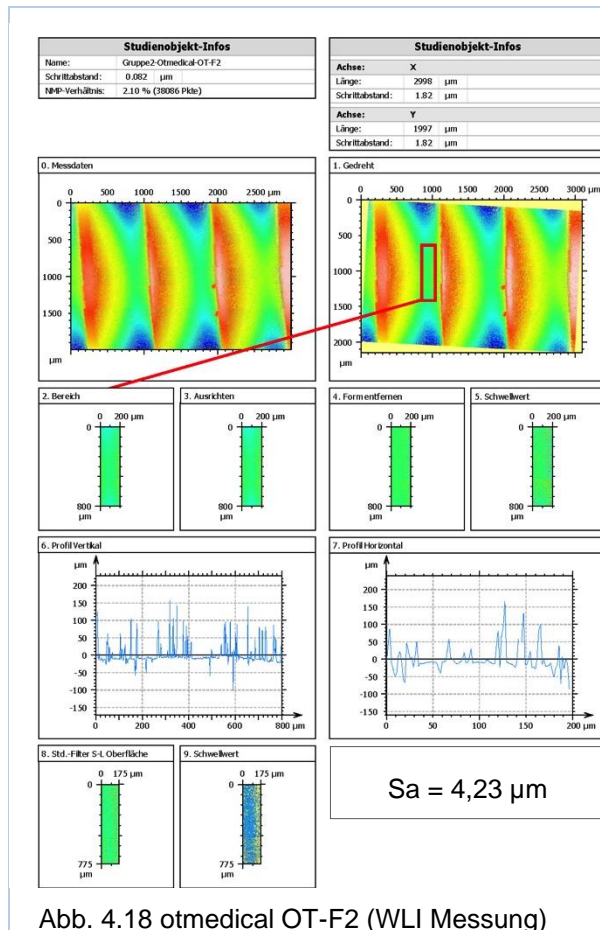 Studienobjekt-Infos
Name: Gruppe2-Otmedical-OT-F2
Schrittabstand: 0.082 µm
NMP-Verhältnis: 2.10 % (38086 Pkte)
Studienobjekt-Infos
Achse: X
Länge: 2998 µm
Schrittabstand: 1.82 µm
Achse: Y
Länge: 1997 µm
Schrittabstand: 1.82 µm
0. Messdaten
0 500 1000 1500 2000 2500 µm
0
500
1000
1500
µm
1. Gedreht
0 500 1000 1500 2000 2500 3000 µm
0
500
1000
1500
2000
µm
2. Bereich
0 200 µm
0
800
µm
3. Ausrichten
0 200 µm
0
800
µm
4. Formentfernen
0 200 µm
0
800
µm
5. Schwellwert
0 200 µm
0
800
µm
6. Profil Vertikal
µm
200
150
100
50
0
-50
-100
-150
0 200 400 600 800 µm
7. Profil Horizontal
µm
200
150
100
50
0
-50
-100
-150
0 50 100 150 200 µm
8. Std.-Filter S-L Oberfläche
0 175 µm
0
775
µm
9. Schwellwert
0 175 µm
0
775
µm
Sa = 4,23 µm
Abb. 4.18 otmedical OT-F2 (WLI Messung)